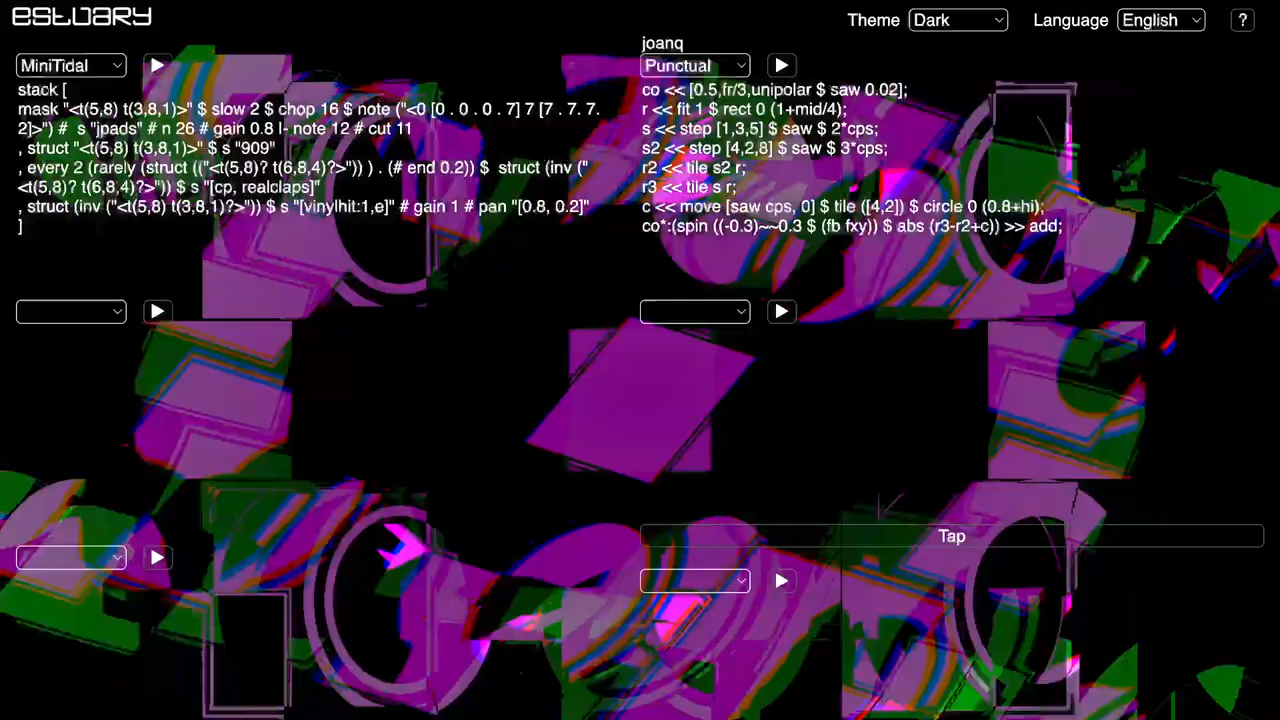 estuary
Theme Dark Language English ?
MiniTidal
stack [
mask "<t(5,8) t(3,8,1)>" $ slow 2 $ chop 16 $ note ("<0 [0 . 0 . 0 . 7] 7 [7 . 7. 7.
2]>") # s "jpads" # n 26 # gain 0.8 |- note 12 # cut 11
, struct "<t(5,8) t(3,8,1)>" $ s "909"
, every 2 (rarely (struct (("<t(5,8)? t(6,8,4)?>")) ) . (# end 0.2)) $ struct (inv ("
<t(5,8)? t(6,8,4)?>")) $ s "[cp, realclaps]"
, struct (inv ("<t(5,8) t(3,8,1)?>")) $ s "[vinylhit:1,e]" # gain 1 # pan "[0.8, 0.2]"
]
joanq
Punctual
co << [0.5,fr/3,unipolar $ saw 0.02];
r << fit 1 $ rect 0 (1+mid/4);
s << step [1,3,5] $ saw $ 2*cps;
s2 << step [4,2,8] $ saw $ 3*cps;
r2 << tile s2 r;
r3 << tile s r;
c << move [saw cps, 0] $ tile ([4,2]) $ circle 0 (0.8+hi);
co*:(spin ((-0.3)~~0.3 $ (fb fxy)) $ abs (r3-r2+c)) >> add;
Tap